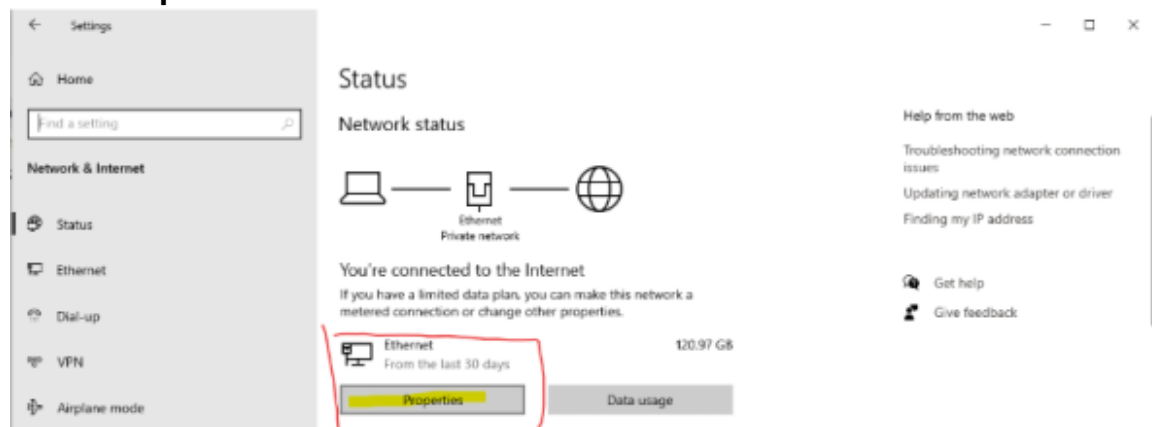 Settings
Home
Find a setting
Network & Internet
Status
Ethernet
Dial-up
VPN
Airplane mode
Status
Network status
Ethernet
Private network
You're connected to the Internet
If you have a limited data plan, you can make this network a
metered connection or change other properties.
Ethernet
120.97 GB
From the last 30 days
Properties
Data usage
Help from the web
Troubleshooting network connection
issues
Updating network adapter or driver
Finding my IP address
Get help
Give feedback